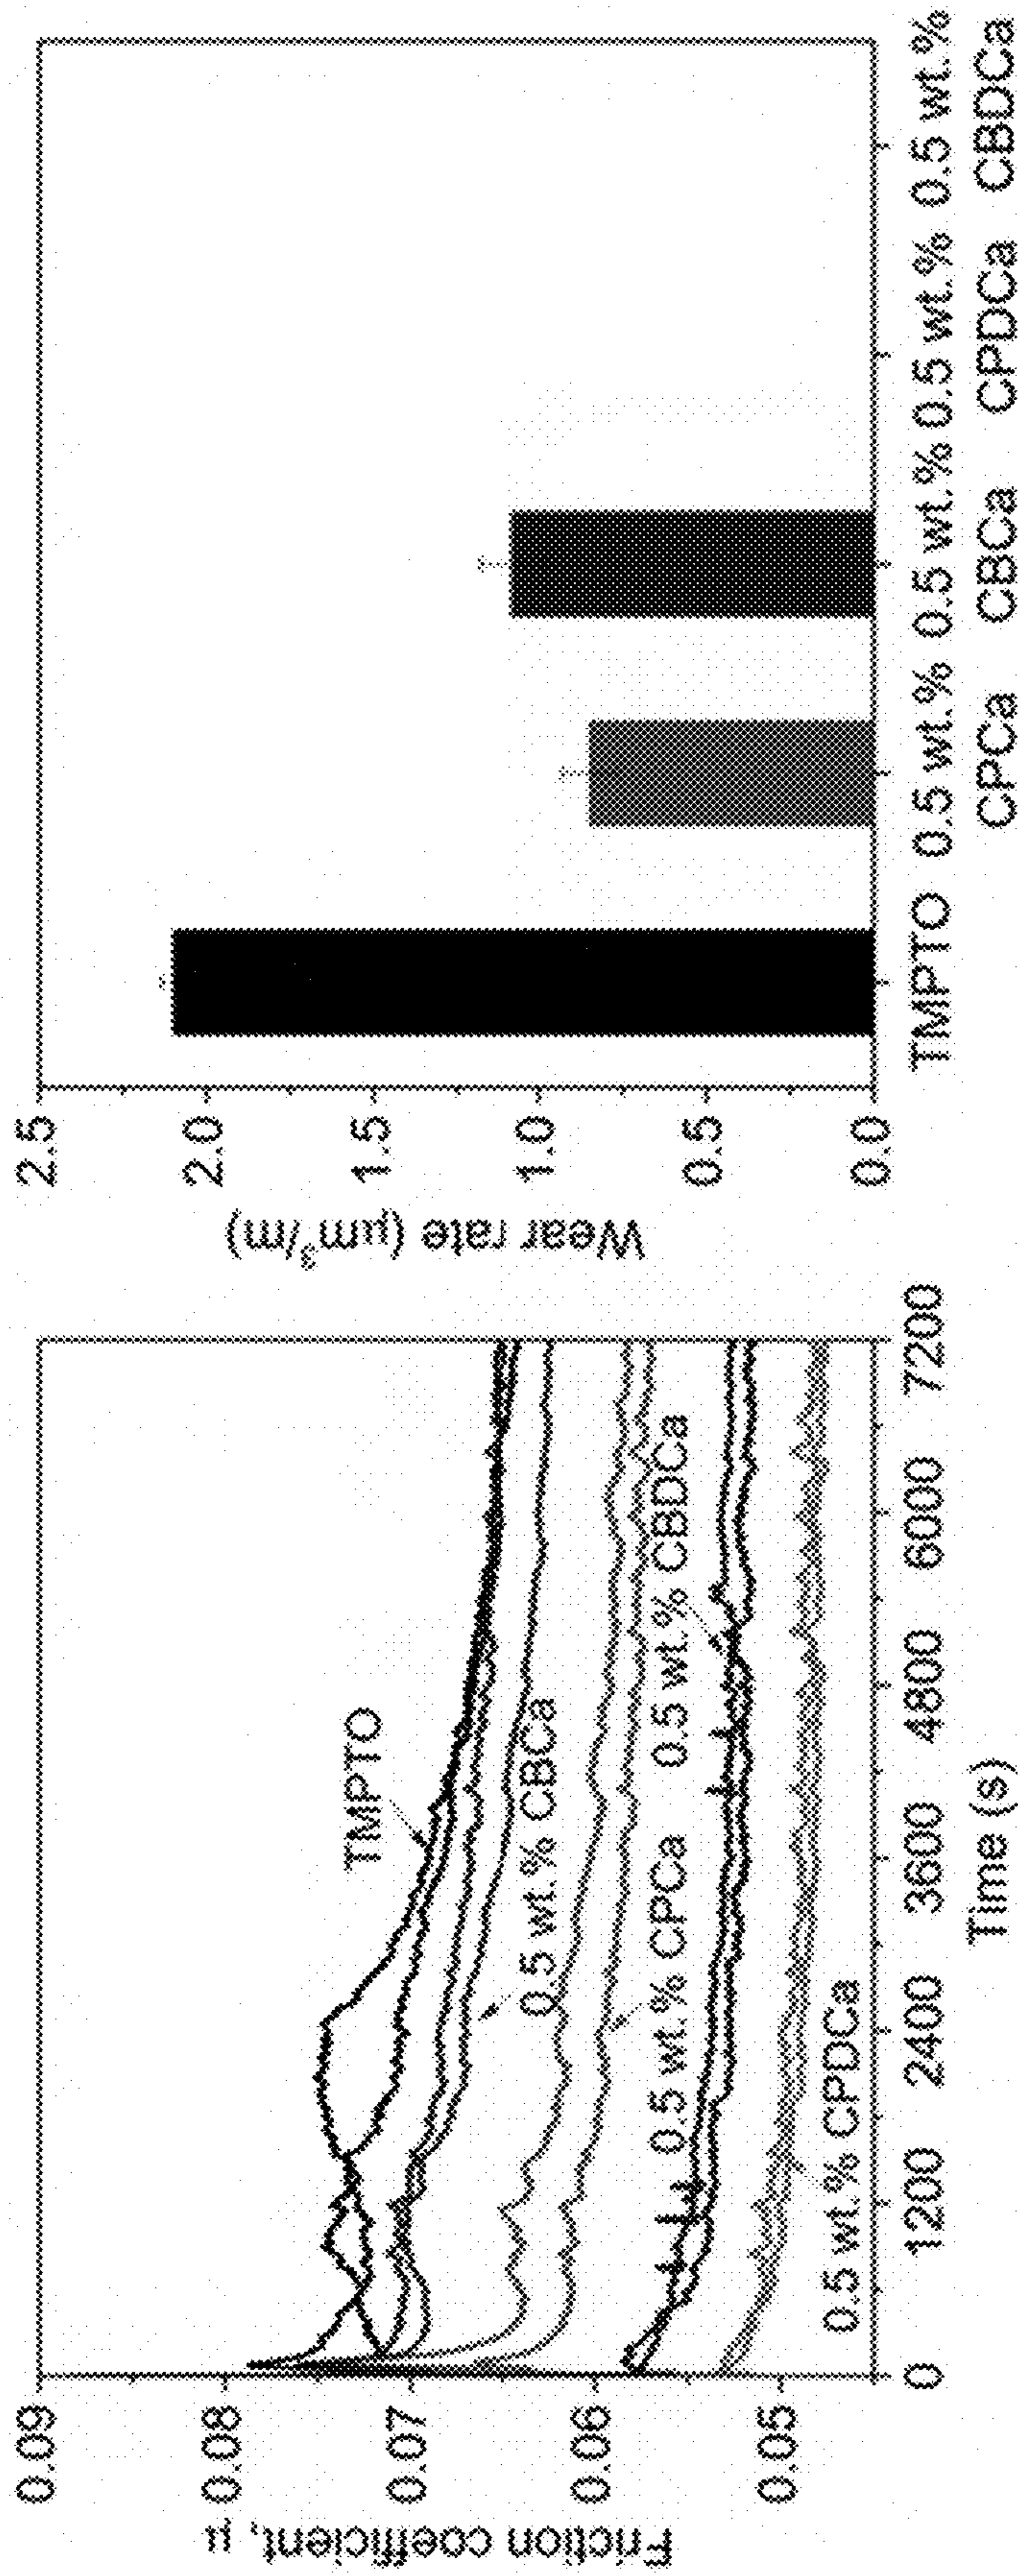 Friction coefficient, μ
0.09
0.08
0.07
0.06
0.05
TMPTO
0.5 wt.% CBCa
0.5 wt.% CPCa
0.5 wt.% CBDCa
0.5 wt.% CPDCa
0 1200 2400 3600 4800 6000 7200
Time (s)
Wear rate (μm³/m)
2.5
2.0
1.5
1.0
0.5
0.0
TMPTO 0.5 wt.% 0.5 wt.% 0.5 wt.% 0.5 wt.%
CPCa CBCa CPDCa CBDCa